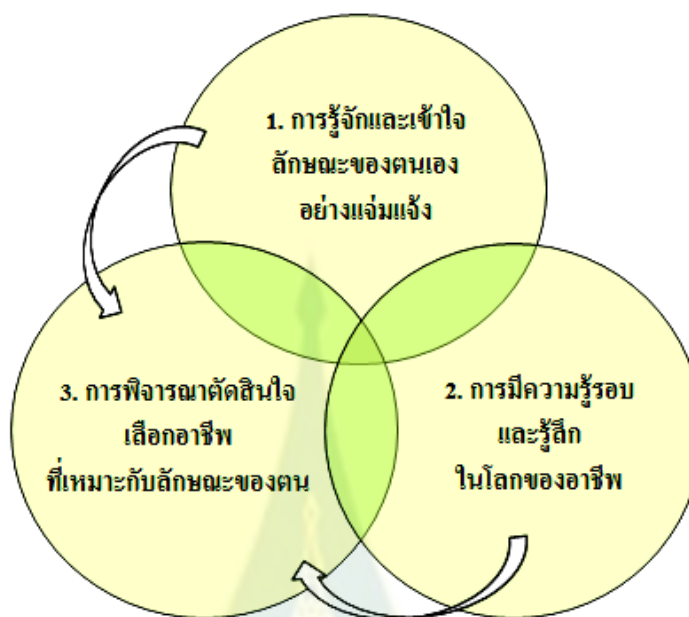 1. การรู้จักและเข้าใจ
ลักษณะของตนเอง
อย่างแจ่มแจ้ง
3. การพิจารณาตัดสินใจ
เลือกอาชีพ
ที่เหมาะกับลักษณะของตน
2. การมีความรู้รอบ
และรู้ลึก
ในโลกของอาชีพ